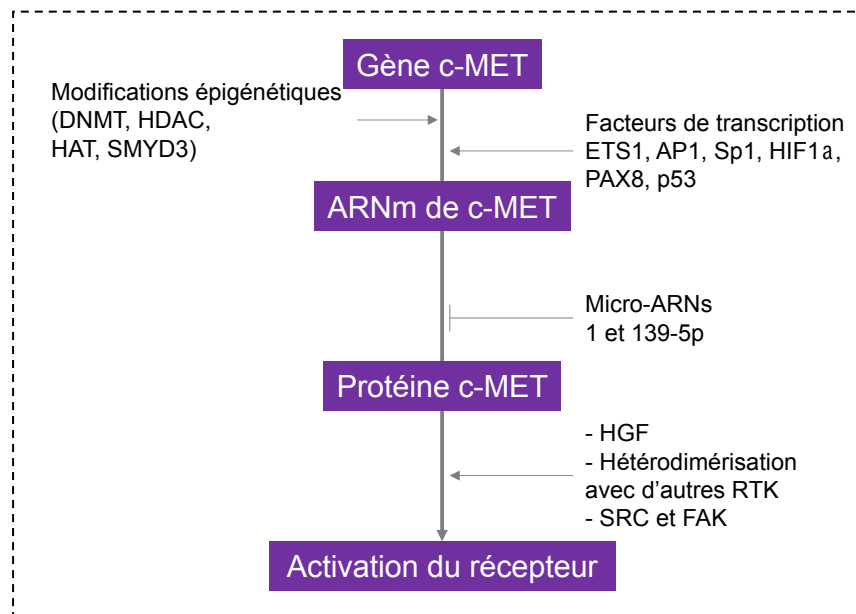 Gène c-MET
Modifications épigénétiques
(DNMT, HDAC,
HAT, SMYD3)
Facteurs de transcription
ETS1, AP1, Sp1, HIF1a,
PAX8, p53
ARNm de c-MET
Micro-ARNs
1 et 139-5p
Protéine c-MET
- HGF
- Hétérodimérisation
avec d’autres RTK
- SRC et FAK
Activation du récepteur